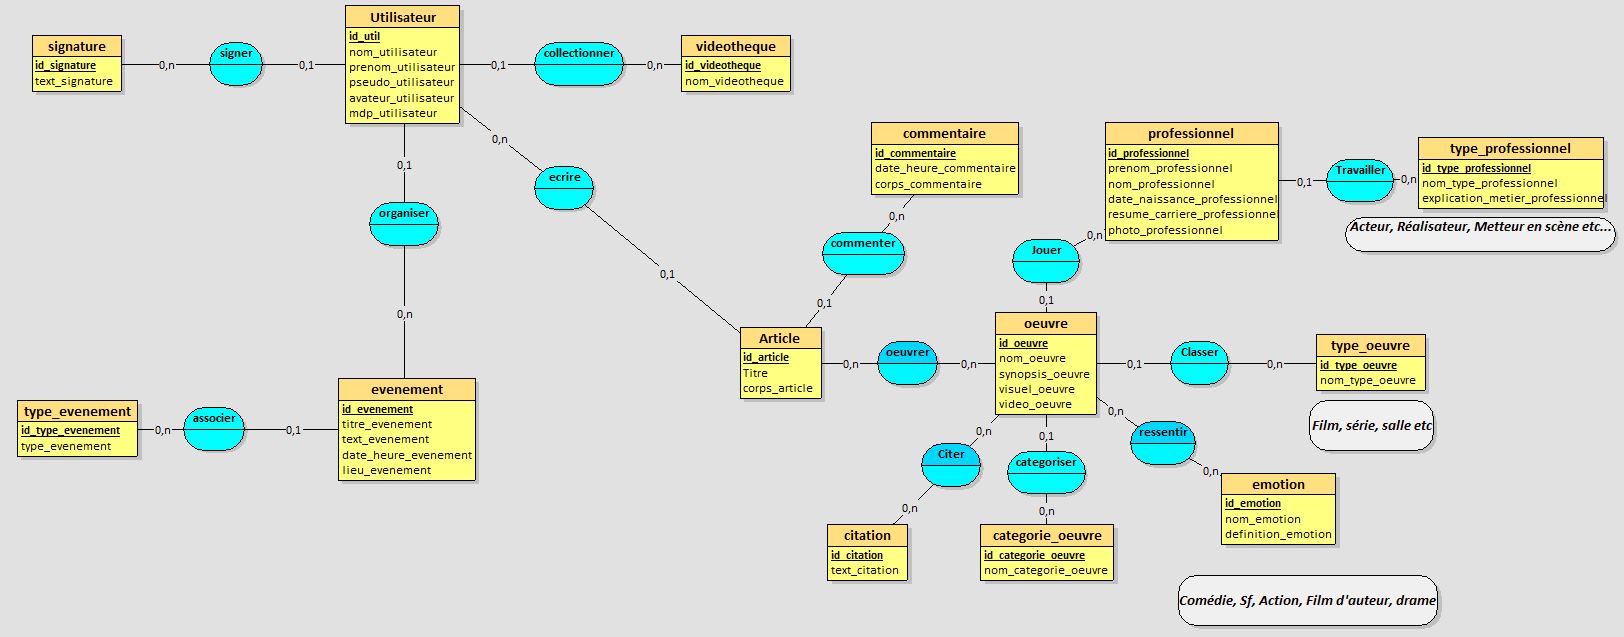 Utilisateur
id_util
nom_utilisateur
prenom_utilisateur
pseudo_utilisateur
avateur_utilisateur
mdp_utilisateur
signature
id_signature
text_signature
0,n
signer
0,1
0,1
collectionner
0,n
videotheque
id_videotheque
nom_videotheque
0,n
ecrire
0,1
0,1
organiser
0,n
commentaire
id_commentaire
date_heure_commentaire
corps_commentaire
0,n
commenter
0,1
professionnel
id_professionnel
prenom_professionnel
nom_professionnel
date_naissance_professionnel
resume_carriere_professionnel
photo_professionnel
0,1
Travailler
0,n
type_professionnel
id_type_professionnel
nom_type_professionnel
explication_metier_professionnel
Acteur, Réalisateur, Metteur en scène etc...
0,n
Jouer
0,1
Article
id_article
Titre
corps_article
0,n
oeuvrer
0,n
oeuvre
id_oeuvre
nom_oeuvre
synopsis_oeuvre
visuel_oeuvre
video_oeuvre
0,1
Classer
0,n
type_oeuvre
id_type_oeuvre
nom_type_oeuvre
Film, série, salle etc
type_evenement
id_type_evenement
type_evenement
0,n
associer
0,1
evenement
id_evenement
titre_evenement
text_evenement
date_heure_evenement
lieu_evenement
0,n
Citer
0,n
0,1
categoriser
0,n
0,n
ressentir
0,n
emotion
id_emotion
nom_emotion
definition_emotion
citation
id_citation
text_citation
categorie_oeuvre
id_categorie_oeuvre
nom_categorie_oeuvre
Comédie, Sf, Action, Film d'auteur, drame